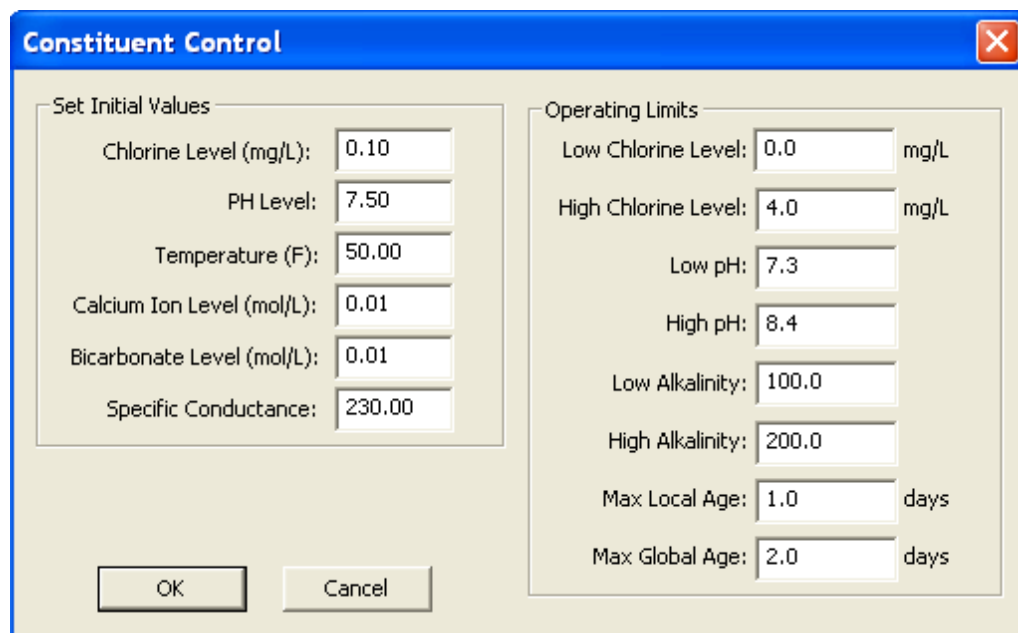 Constituent Control
Set Initial Values
Chlorine Level (mg/L): 0.10
PH Level: 7.50
Temperature (F): 50.00
Calcium Ion Level (mol/L): 0.01
Bicarbonate Level (mol/L): 0.01
Specific Conductance: 230.00
Operating Limits
Low Chlorine Level: 0.0 mg/L
High Chlorine Level: 4.0 mg/L
Low pH: 7.3
High pH: 8.4
Low Alkalinity: 100.0
High Alkalinity: 200.0
Max Local Age: 1.0 days
Max Global Age: 2.0 days
OK Cancel